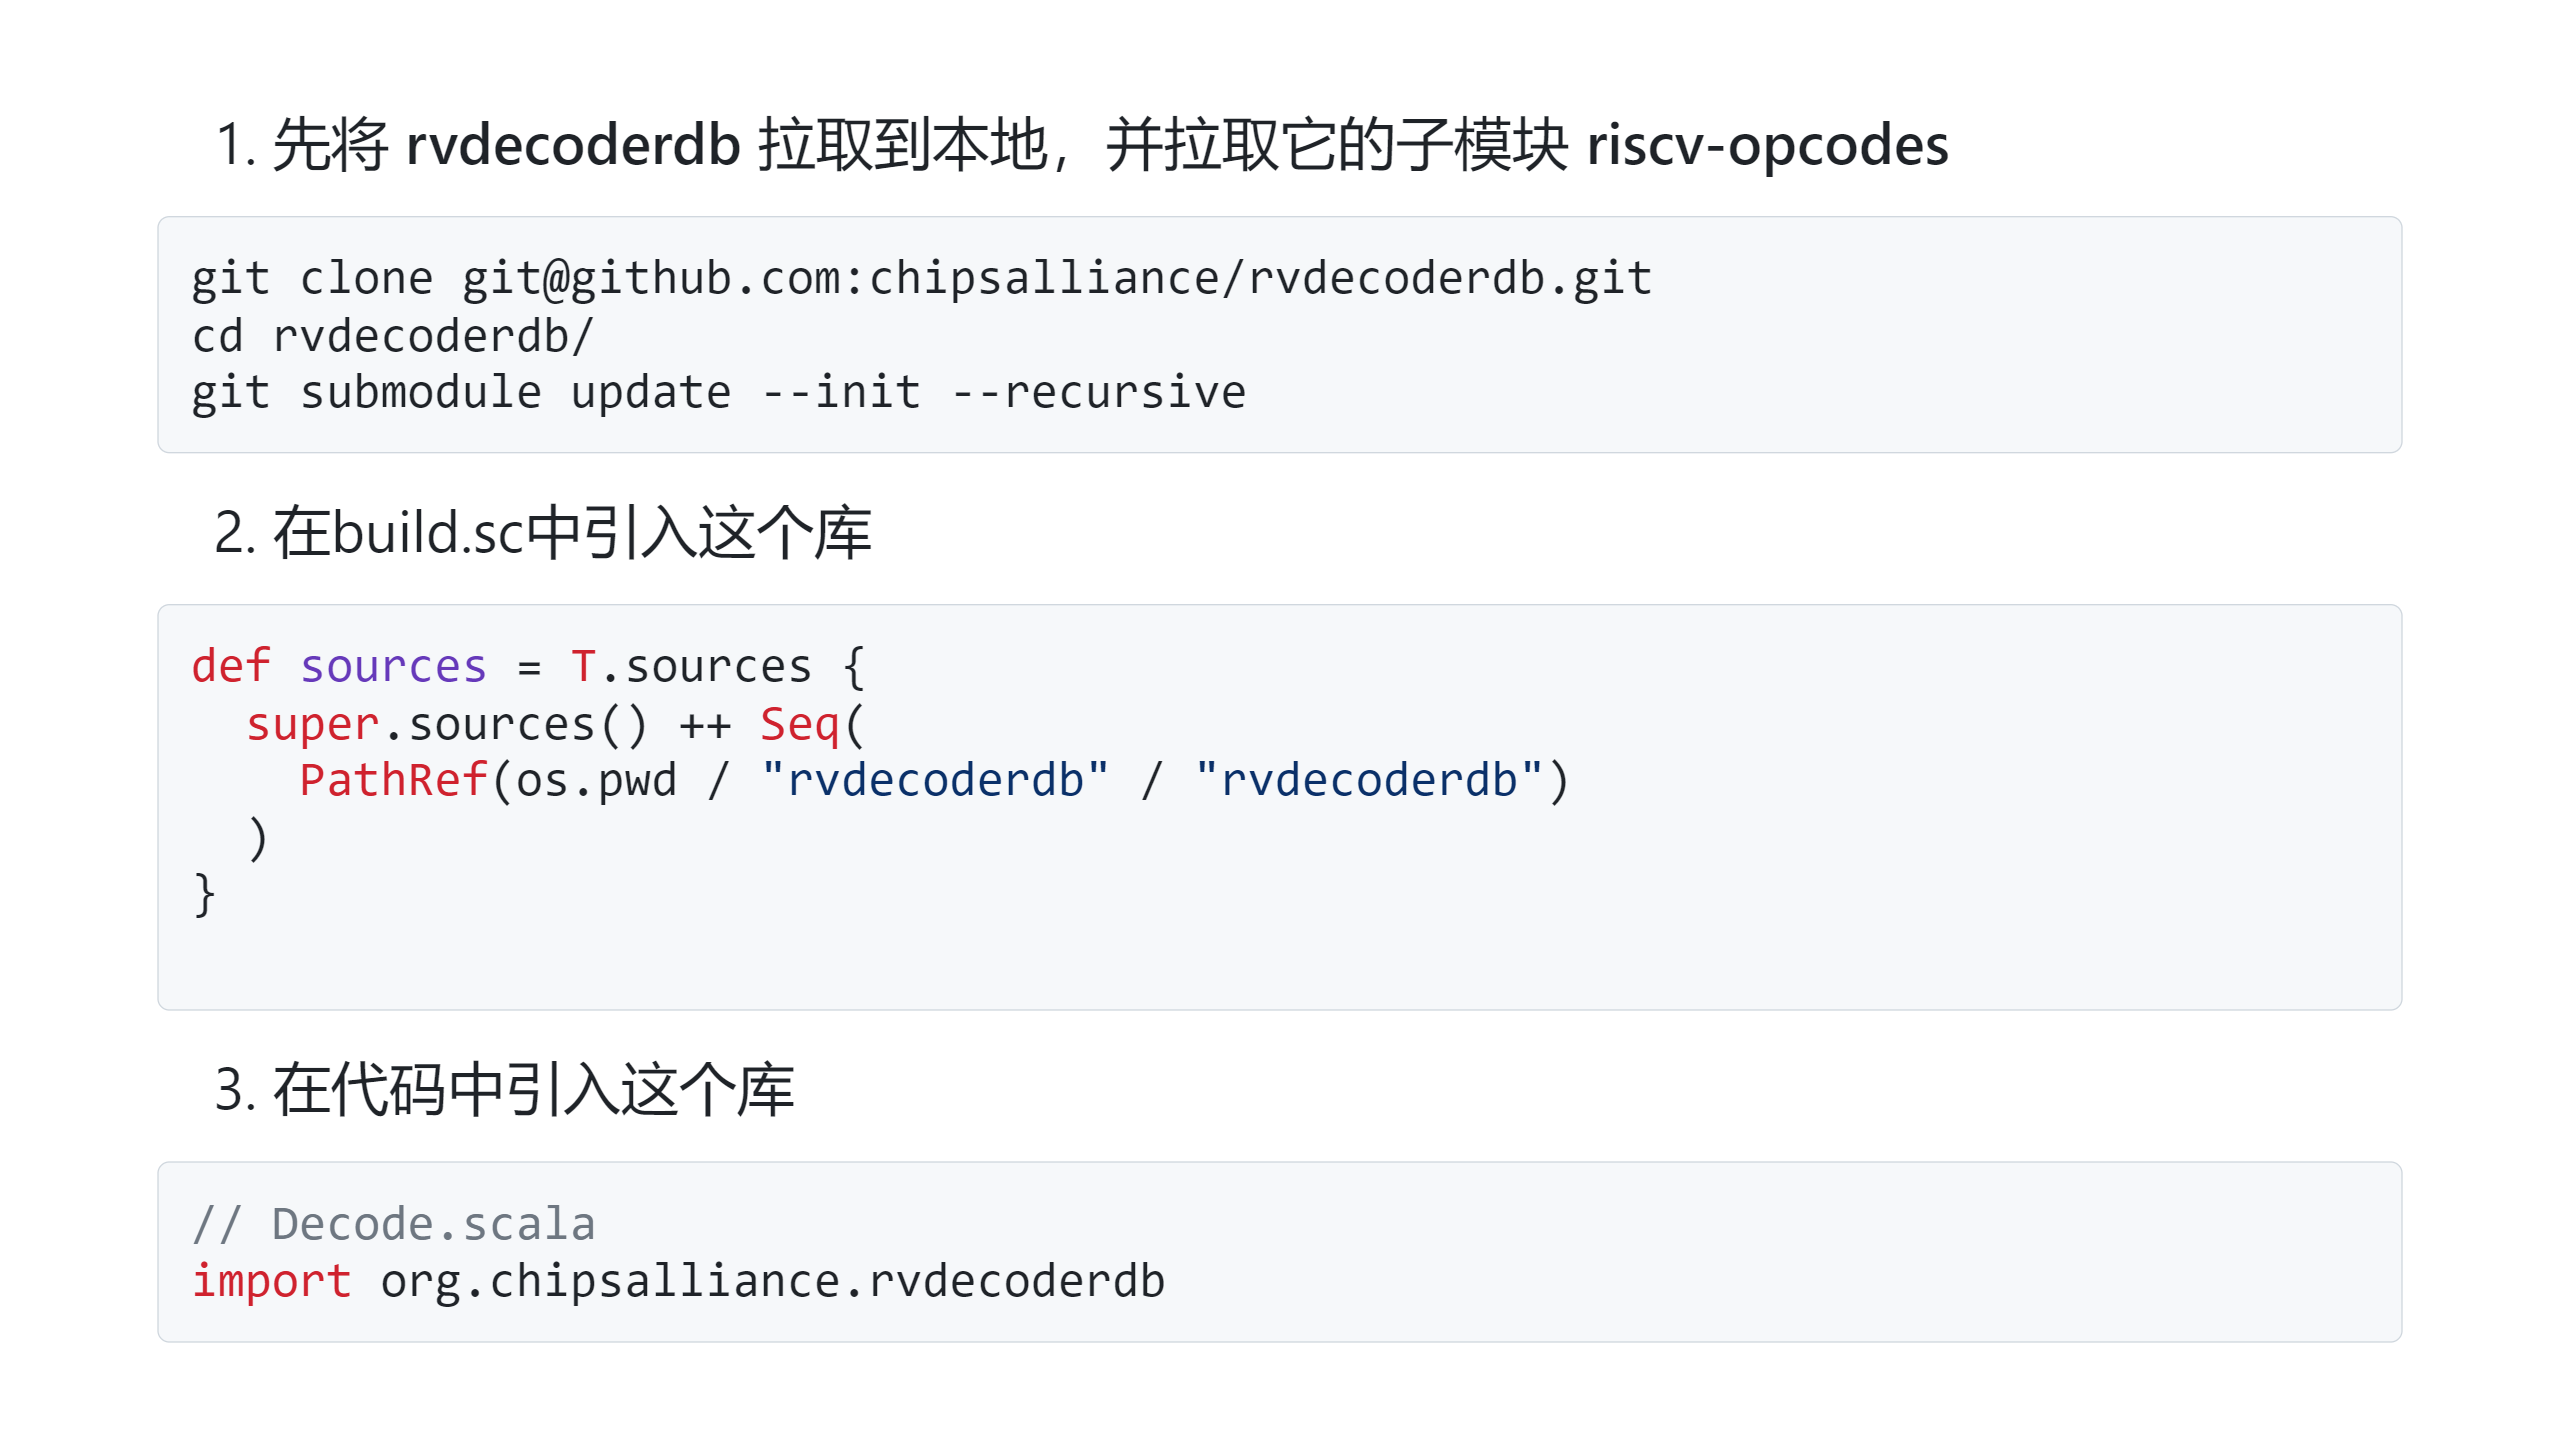 1. 先将 rvdecoderdb 拉取到本地，并拉取它的子模块 riscv-opcodes
git clone git@github.com:chipsalliance/rvdecoderdb.git
cd rvdecoderdb/
git submodule update --init --recursive
2. 在build.sc中引入这个库
def sources = T.sources {
  super.sources() ++ Seq(
    PathRef(os.pwd / "rvdecoderdb" / "rvdecoderdb")
  )
}
3. 在代码中引入这个库
// Decode.scala
import org.chipsalliance.rvdecoderdb